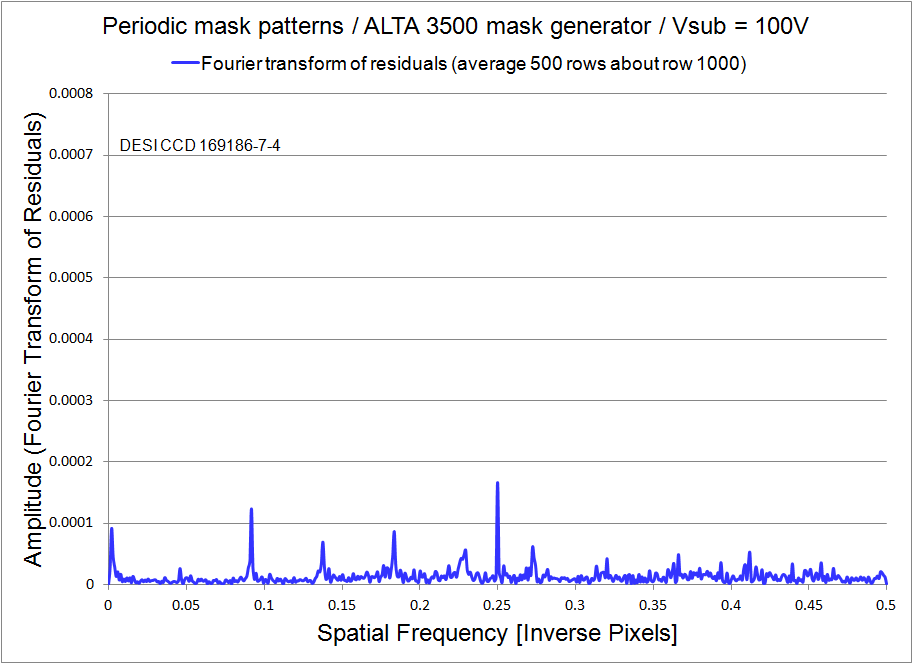 Periodic mask patterns / ALTA 3500 mask generator / Vsub = 100V
Fourier transform of residuals (average 500 rows about row 1000)
Amplitude (Fourier Transform of Residuals)
0.0008
DESI CCD 169186-7-4
0.0007
0.0006
0.0005
0.0004
0.0003
0.0002
0.0001
0
0 0.05 0.1 0.15 0.2 0.25 0.3 0.35 0.4 0.45 0.5
Spatial Frequency [Inverse Pixels]